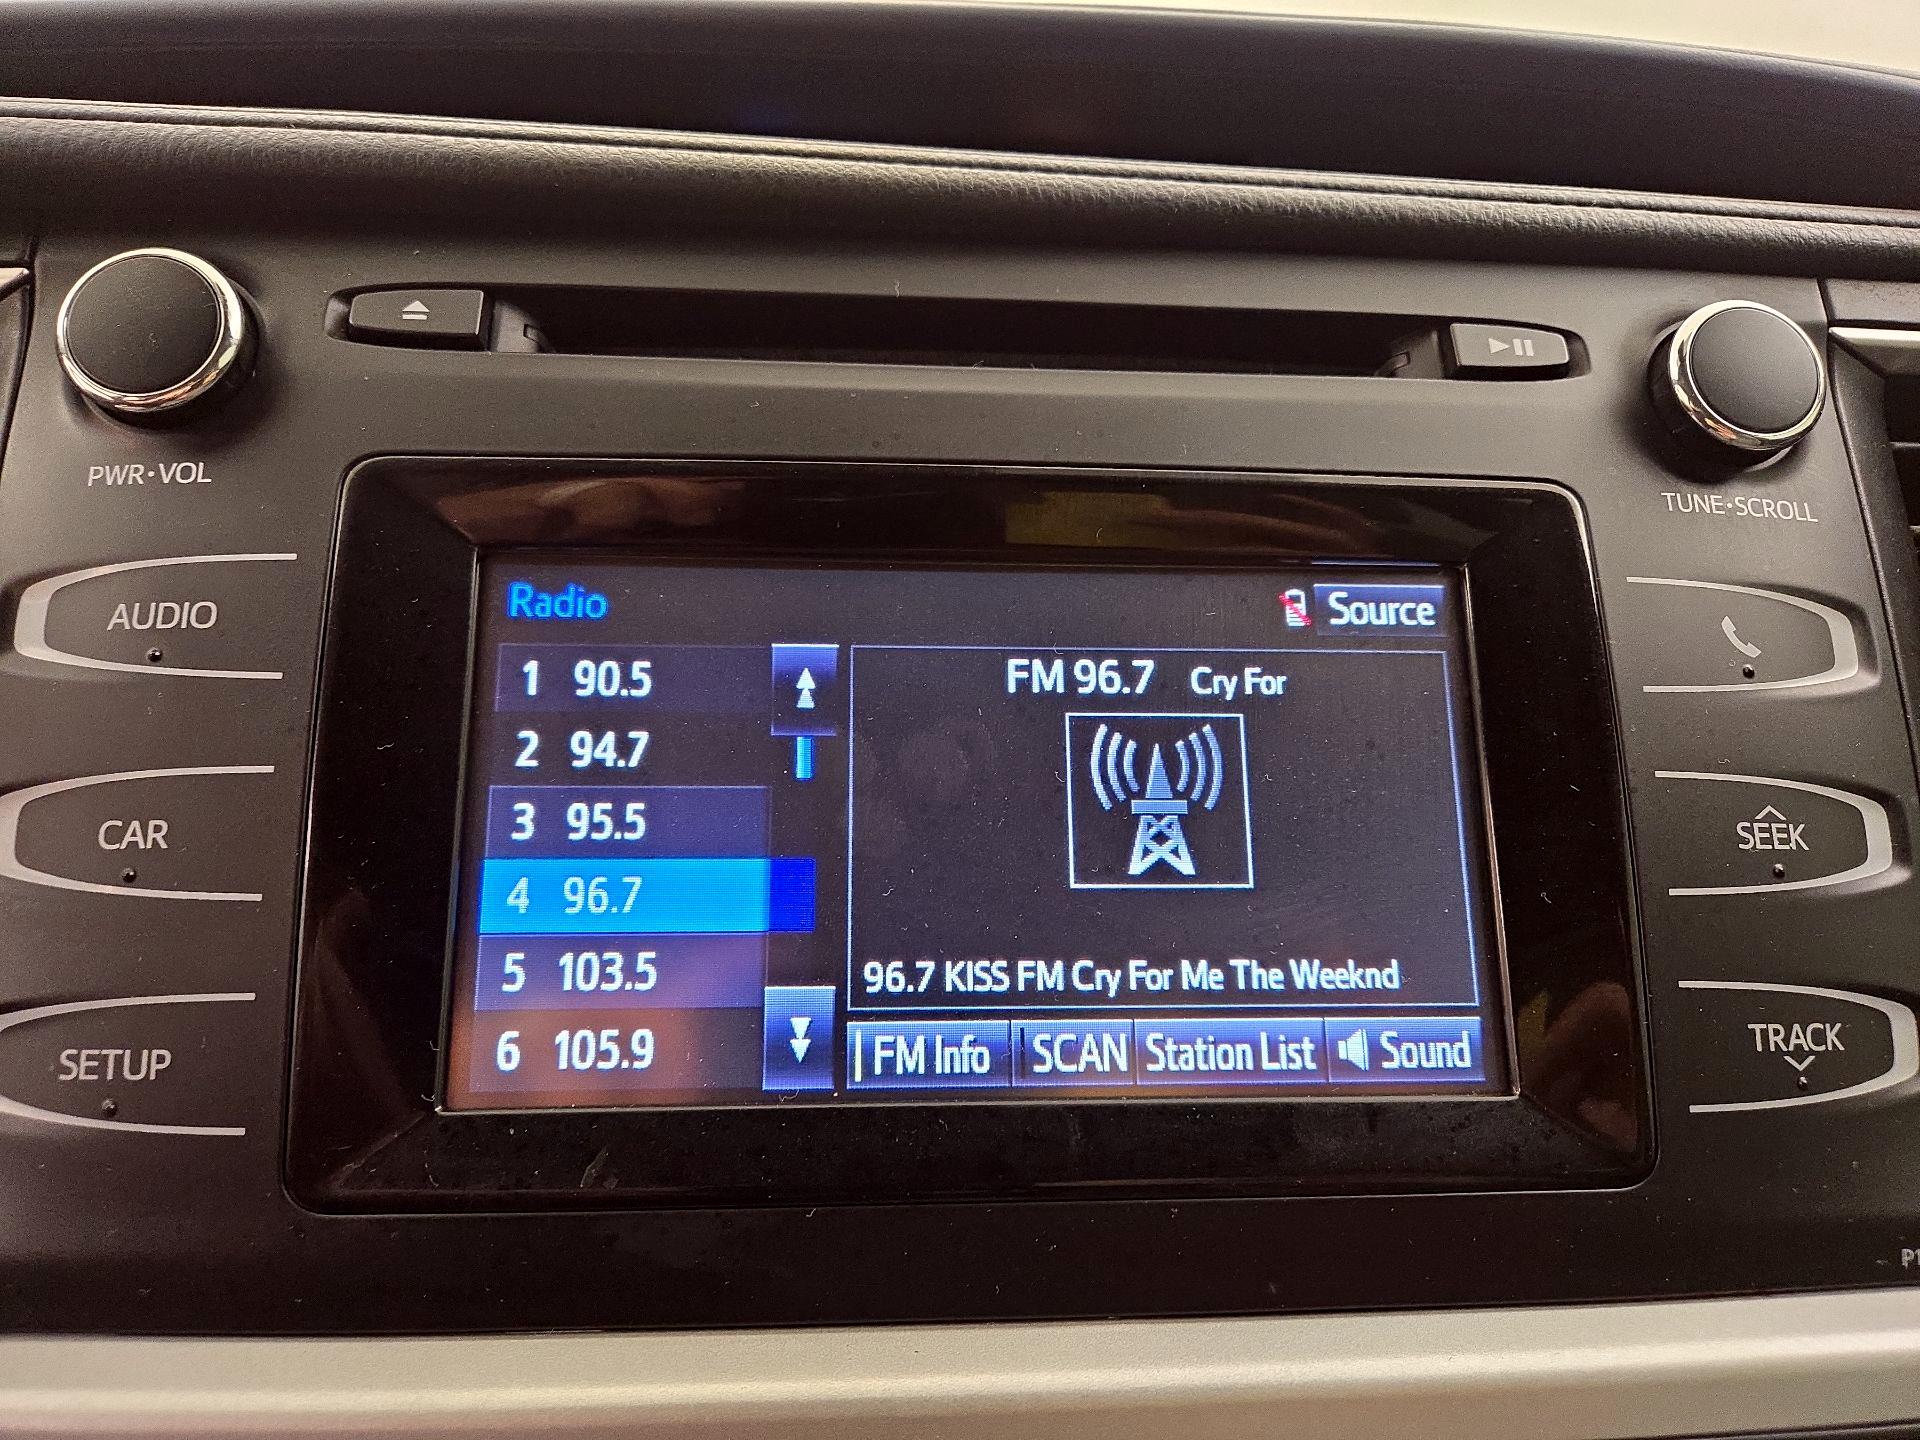 PWR•VOL
TUNE•SCROLL
AUDIO
CAR
SETUP
Radio
Source
1 90.5
2 94.7
3 95.5
4 96.7
5 103.5
6 105.9
FM 96.7 Cry For
96.7 KISS FM Cry For Me The Weeknd
FM Info
SCAN
Station List
Sound
SEEK
TRACK